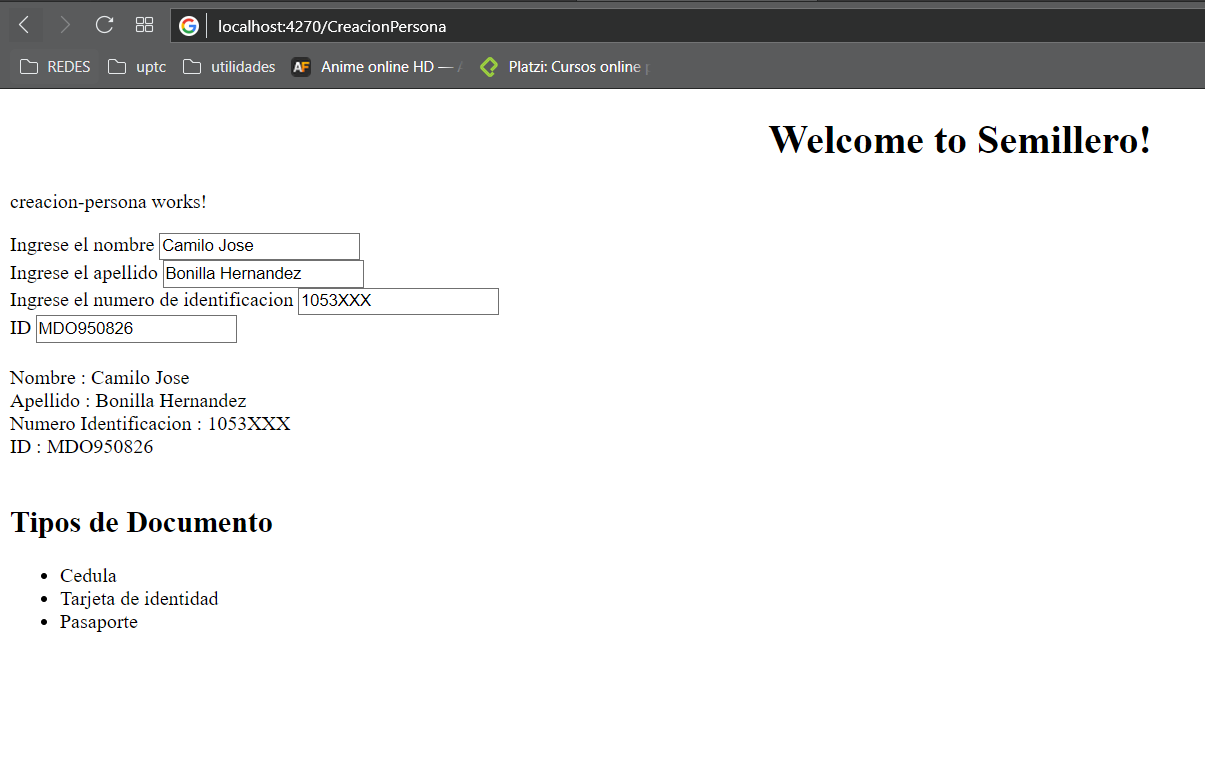 localhost:4270/CreacionPersona
REDES uptc utilidades AF Anime online HD — Platzi: Cursos online
Welcome to Semillero!
creacion-persona works!
Ingrese el nombre Camilo Jose
Ingrese el apellido Bonilla Hernandez
Ingrese el numero de identificacion 1053XXX
ID MDO950826
Nombre : Camilo Jose
Apellido : Bonilla Hernandez
Numero Identificacion : 1053XXX
ID : MDO950826
Tipos de Documento
Cedula
Tarjeta de identidad
Pasaporte